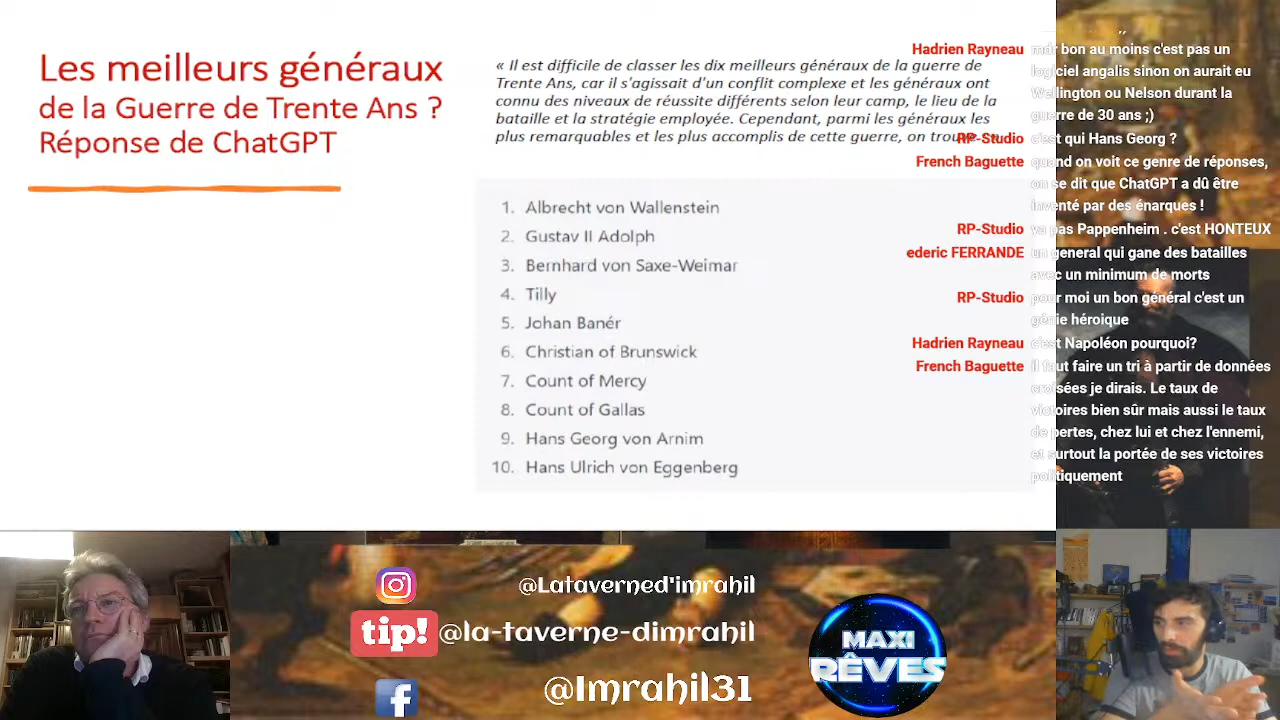 Les meilleurs généraux
de la Guerre de Trente Ans ?
Réponse de ChatGPT
« Il est difficile de classer les dix meilleurs généraux de la guerre de
Trente Ans, car il s'agissait d'un conflit complexe et les généraux ont
connu des niveaux de réussite différents selon leur camp, le lieu de la
bataille et la stratégie employée. Cependant, parmi les généraux les
plus remarquables et les plus accomplis de cette guerre, on
1. Albrecht von Wallenstein
2. Gustav II Adolph
3. Bernhard von Saxe-Weimar
4. Tilly
5. Johan Banér
6. Christian of Brunswick
7. Count of Mercy
8. Count of Gallas
9. Hans Georg von Arnim
10. Hans Ulrich von Eggenberg
Hadrien Rayneau mdr bon au moins c'est pas un
logiciel angalis sinon on aurait eu
Wellington ou Nelson durant la
guerre de 30 ans ;)
RP-Studio c'est qui Hans Georg ?
French Baguette quand on voit ce genre de réponses,
on se dit que ChatGPT a dû être
inventé par des énarques !
RP-Studio ya pas Pappenheim . c'est HONTEUX
ederic FERRANDE un general qui gane des batailles
avec un minimum de morts
RP-Studio pour moi un bon général c'est un
génie héroique
Hadrien Rayneau c'est Napoléon pourquoi?
French Baguette il faut faire un tri à partir de données
croisées je dirais. Le taux de
victoires bien sûr mais aussi le taux
de pertes, chez lui et chez l'ennemi,
et surtout la portée de ses victoires
politiquement
@Lataverned'imrahil
tip! @la-taverne-dimrahil
@Imrahil31
MAXI
RÊVES